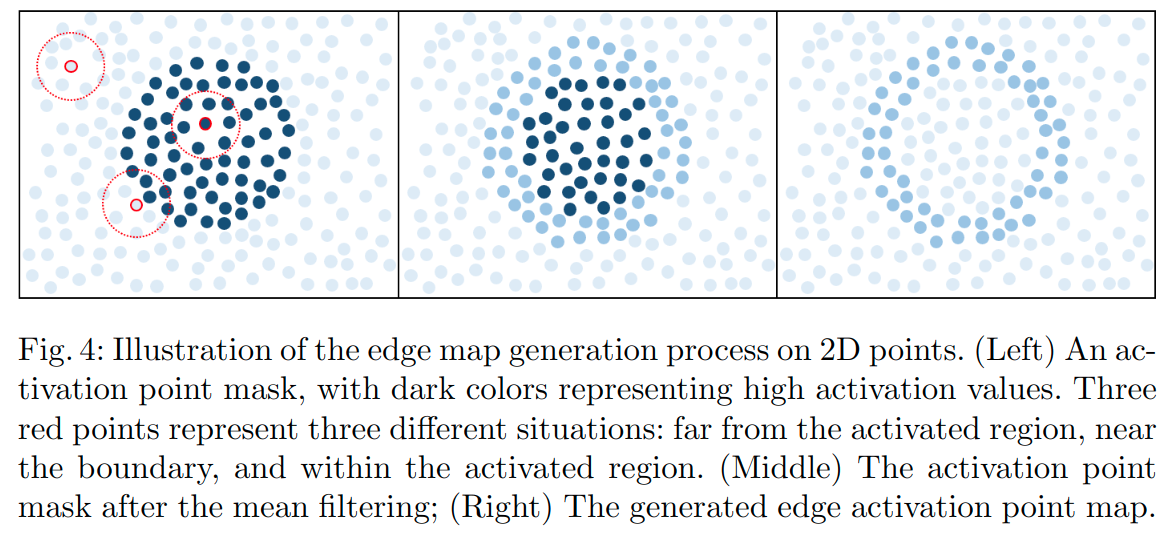 Fig. 4: Illustration of the edge map generation process on 2D points. (Left) An ac-
tivation point mask, with dark colors representing high activation values. Three
red points represent three different situations: far from the activated region, near
the boundary, and within the activated region. (Middle) The activation point
mask after the mean filtering; (Right) The generated edge activation point map.